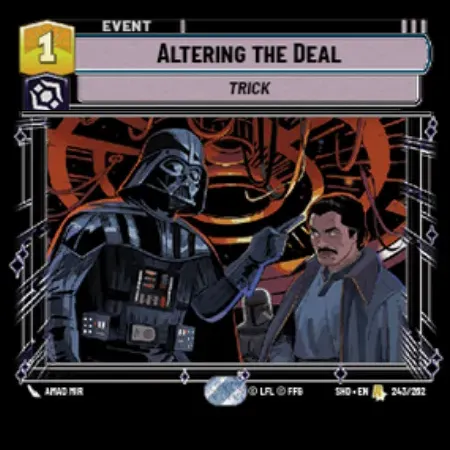 EVENT
1
ALTERING THE DEAL
TRICK
AMAD MIR
© LFL ℗ FFG
SHD • EN
243/262